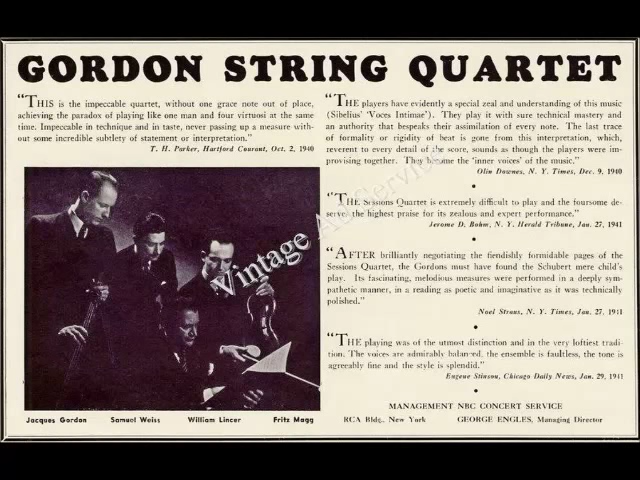 GORDON STRING QUARTET
"THIS is the impeccable quartet, without one grace note out of place,
achieving the paradox of playing like one man and four virtuosi at the same
time. Impeccable in technique and in taste, never passing up a measure with-
out some incredible subtlety of statement or interpretation."
T. H. Parker, Hartford Courant, Oct. 2, 1940
Jacques Gordon Samuel Weiss William Lincer Fritz Magg
"THE players have evidently a special zeal and understanding of this music
(Sibelius' 'Voces Intimae'). They play it with sure technical mastery and
an authority that bespeaks their assimilation of every note. The last trace
of formality or rigidity of beat is gone from this interpretation, which,
reverent to every detail of the score, sounds as though the players were im-
provising together. They become the 'inner voices' of the music."
Olin Downes, N. Y. Times, Dec. 9, 1940
"THE Sessions Quartet is extremely difficult to play and the foursome de-
serve the highest praise for its zealous and expert performance."
Jerome D. Bohm, N. Y. Herald Tribune, Jan. 27, 1941
"AFTER brilliantly negotiating the fiendishly formidable pages of the
Sessions Quartet, the Gordons must have found the Schubert mere child's
play. Its fascinating, melodious measures were performed in a deeply sym-
pathetic manner, in a reading as poetic and imaginative as it was technically
polished."
Noel Straus, N. Y. Times, Jan. 27, 1941
"THE playing was of the utmost distinction and in the very loftiest tradi-
tion. The voices are admirably balanced, the ensemble is faultless, the tone is
agreeably fine and the style is splendid."
Eugene Stinson, Chicago Daily News, Jan. 29, 1941
MANAGEMENT NBC CONCERT SERVICE
RCA Bldg. New York GEORGE ENGLES, Managing Director
Vintage Ad Service